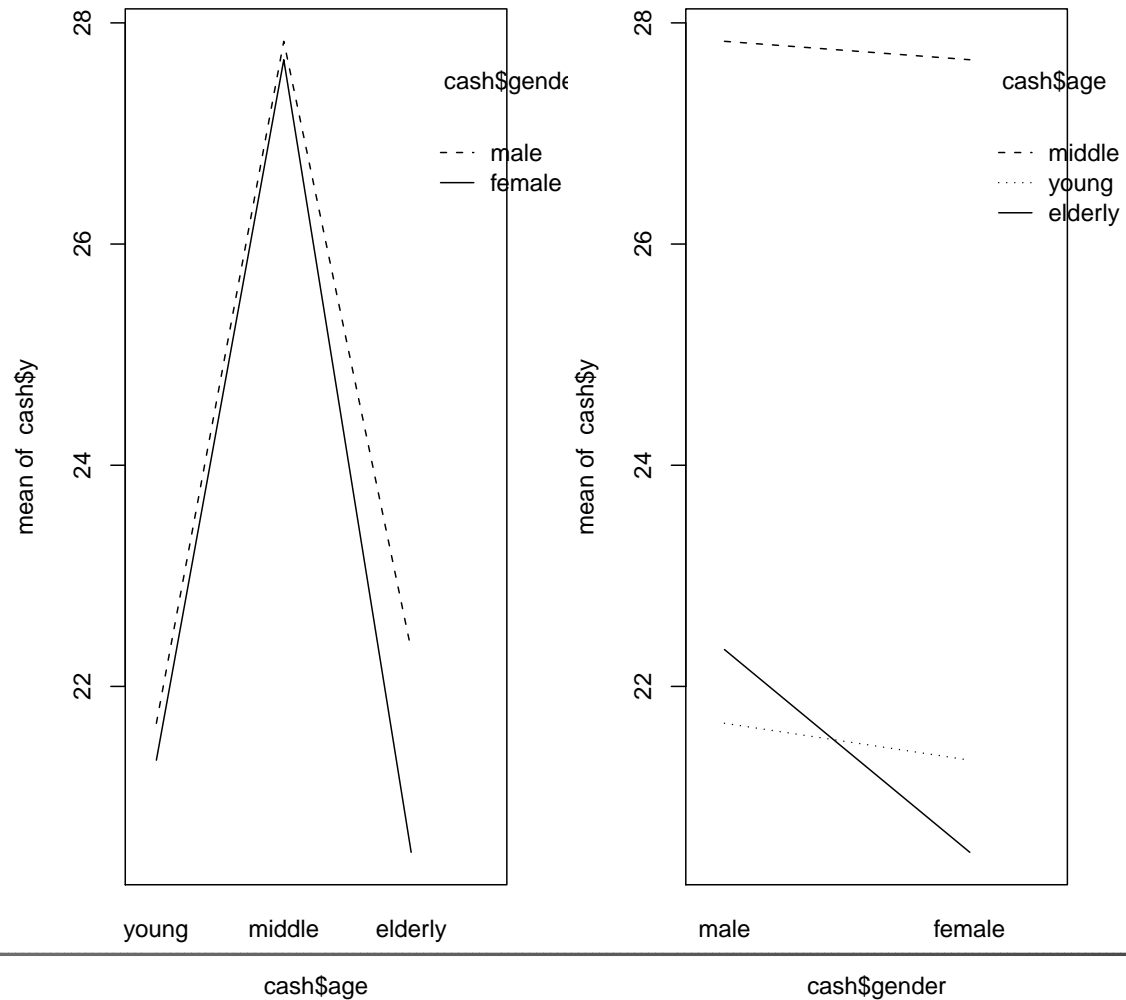 mean of cash$y
28
26
24
22
cash$gende
male
female
young middle elderly
cash$age
mean of cash$y
28
26
24
22
cash$age
middle
young
elderly
male female
cash$gender